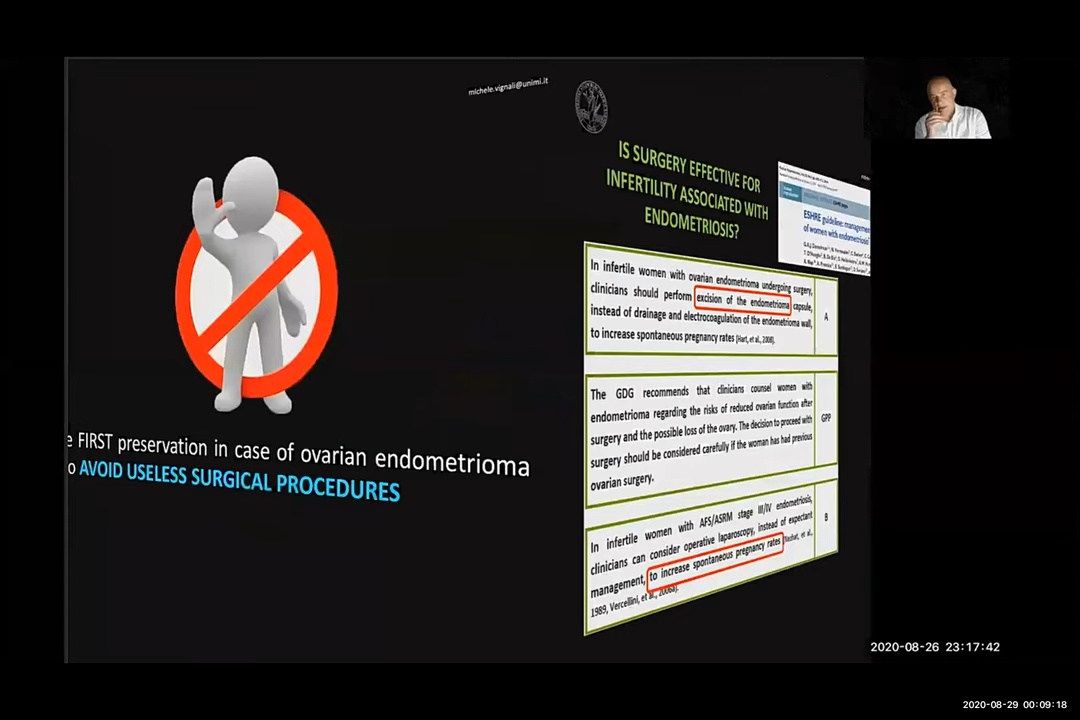 michele.vignali@unimi.it
e FIRST preservation in case of ovarian endometrioma
o AVOID USELESS SURGICAL PROCEDURES
IS SURGERY EFFECTIVE FOR
INFERTILITY ASSOCIATED WITH
ENDOMETRIOSIS?
ESHRE guideline: management
of women with endometriosis
In infertile women with ovarian endometrioma undergoing surgery,
clinicians should perform excision of the endometrioma capsule,
instead of drainage and electrocoagulation of the endometrioma wall,
to increase spontaneous pregnancy rates (Hart, et al., 2008).
A
The GDG recommends that clinicians counsel women with
endometrioma regarding the risks of reduced ovarian function after
surgery and the possible loss of the ovary. The decision to proceed with
surgery should be considered carefully if the woman has had previous
ovarian surgery.
GPP
In infertile women with AFS/ASRM stage III/IV endometriosis,
clinicians can consider operative laparoscopy, instead of expectant
management, to increase spontaneous pregnancy rates et al.,
1989, Vercellini, et al., 2006a).
B
2020-08-26 23:17:42
2020-08-29 00:09:18